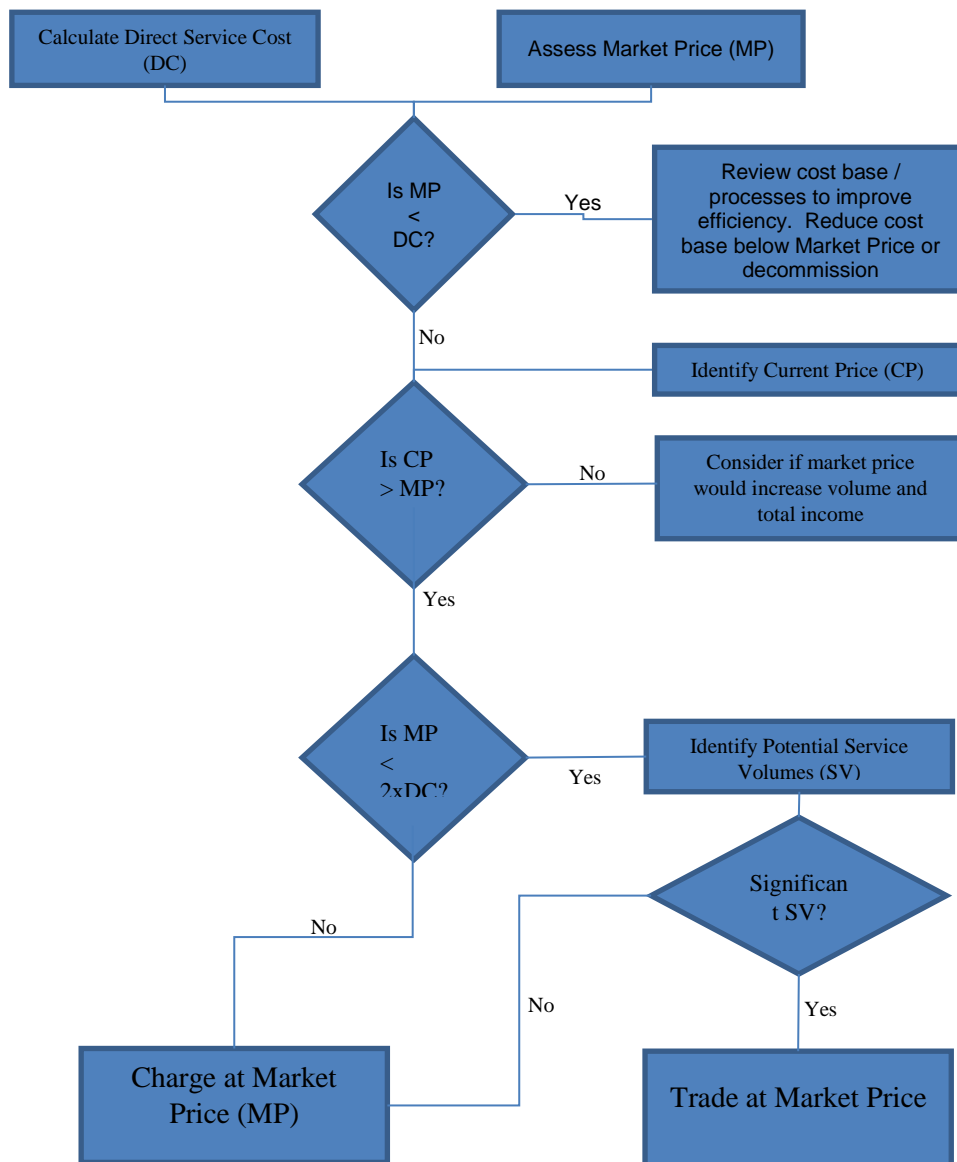 Calculate Direct Service Cost
(DC)
Assess Market Price (MP)
Is MP
<
DC?
Yes
Review cost base /
processes to improve
efficiency.  Reduce cost
base below Market Price or
decommission
No
Identify Current Price (CP)
Is CP
> MP?
No
Consider if market price
would increase volume and
total income
Yes
Is MP
<
2xDC?
Yes
Identify Potential Service
Volumes (SV)
Significan
t SV?
No
No
Yes
Charge at Market
Price (MP)
Trade at Market Price